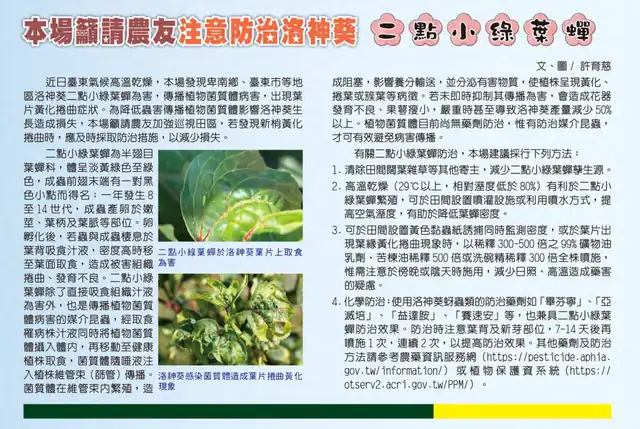 本場籲請農友注意防治洛神葵 二點小綠葉蟬
文、圖 / 許育慈
近日臺東氣候高溫乾燥，本場發現卑南鄉、臺東市等地
區洛神葵二點小綠葉蟬為害，傳播植物菌質體病害，出現葉
片黃化捲曲症狀。為降低蟲害傳播植物菌質體影響洛神葵生
長造成損失，本場籲請農友加強巡視田區，若發現新梢黃化
捲曲時，應及時採取防治措施，以減少損失。
二點小綠葉蟬為半翅目
葉蟬科，體呈淡黃綠色至綠
色，成蟲前翅末端有一對黑
色小點而得名；一年發生8
至14世代，成蟲產卵於嫩
莖、葉柄及葉脈等部位。卵
孵化後，若蟲與成蟲棲息於
葉背吸食汁液，密度高時移
至葉面取食，造成被害組織
捲曲、發育不良。二點小綠
葉蟬除了直接吸食組織汁液
為害外，也是傳播植物菌質
體病害的媒介昆蟲，經取食
罹病株汁液同時將植物菌質
體攝入體內，再移動至健康
植株取食，菌質體隨唾液注
入植株維管束（篩管）傳播。
菌質體在維管束內繁殖，造
二點小綠葉蟬於洛神葵葉片上取食
為害
洛神葵感染菌質體造成葉片捲曲黃化
現象
成阻塞，影響養分輸送，並分泌有害物質，使植株呈現黃化、
捲葉或簇葉等病徵。若未即時抑制其傳播為害，會造成花器
發育不良、果萼瘦小，嚴重時甚至導致洛神葵產量減少50%
以上。植物菌質體目前尚無藥劑防治，惟有防治媒介昆蟲，
才可有效避免病害傳播。
有關二點小綠葉蟬防治，本場建議採行下列方法：
1. 清除田間闊葉雜草等其他寄主，減少二點小綠葉蟬孳生源。
2. 高溫乾燥（29℃以上，相對溼度低於80%）有利於二點小
綠葉蟬繁殖，可於田間設置噴灌設施或利用噴水方式，提
高空氣溼度，有助於降低葉蟬密度。
3. 可於田間設置黃色黏蟲紙誘捕同時監測密度，或於葉片出
現葉緣黃化捲曲現象時，以稀釋300-500倍之99%礦物油
乳劑、苦楝油稀釋500倍或洗碗精稀釋300倍全株噴施，
惟需注意於傍晚或陰天時施用，減少日照、高溫造成藥害
的疑慮。
4. 化學防治：使用洛神葵蚜蟲類的防治藥劑如「畢芬寧」、「亞
滅培」、「益達胺」、「賽速安」等，也兼具二點小綠葉
蟬防治效果。防治時注意葉背及新芽部位，7-14天後再
噴施1次，連續2次，以提高防治效果。其他藥劑及防治
方法請參考農藥資訊服務網（https://pesticide.aphia.
gov.tw/information/）或植物保護資訊系統（https://
otserv2.acri.gov.tw/PPM/）。